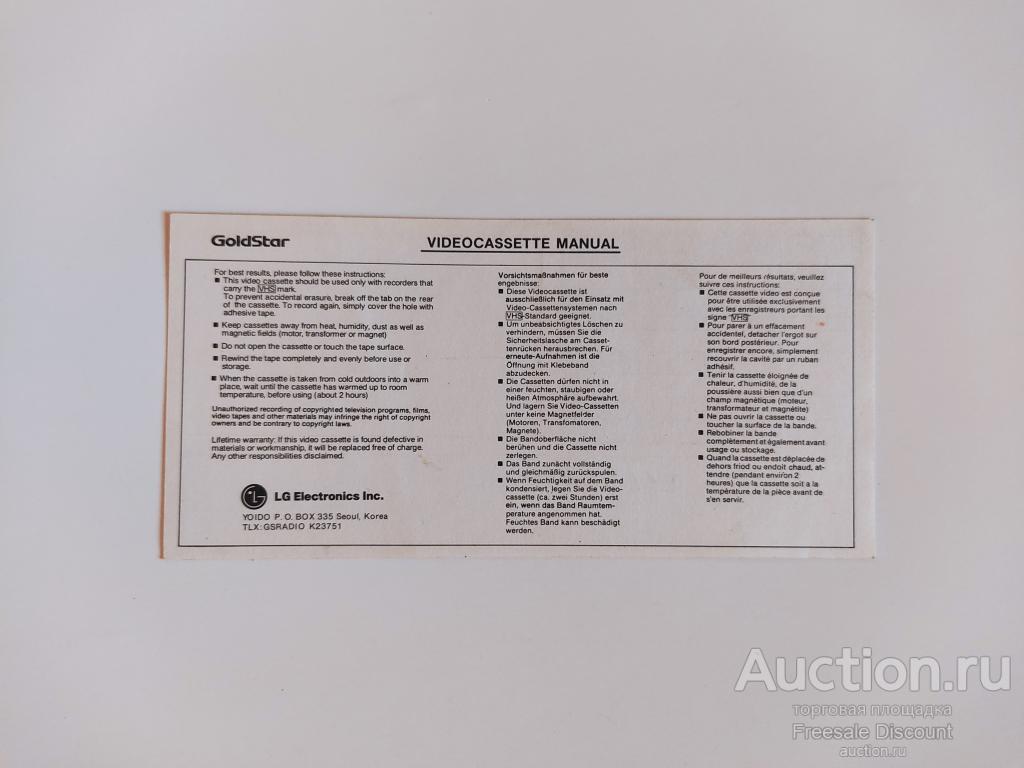 GoldStar
VIDEOCASSETTE MANUAL
For best results, please follow these instructions:
■ This video cassette should be used only with recorders that
carry the VHS mark.
To prevent accidental erasure, break off the tab on the rear
of the cassette. To record again, simply cover the hole with
adhesive tape.
■ Keep cassettes away from heat, humidity, dust as well as
magnetic fields (motor, transformer or magnet)
■ Do not open the cassette or touch the tape surface.
■ Rewind the tape completely and evenly before use or
storage.
■ When the cassette is taken from cold outdoors into a warm
place, wait until the cassette has warmed up to room
temperature, before using (about 2 hours)
Unauthorized recording of copyrighted television programs, films,
video tapes and other materials may infringe the right of copyright
owners and be contrary to copyright laws.
Lifetime warranty: If this video cassette is found defective in
materials or workmanship, it will be replaced free of charge.
Any other responsibilities disclaimed.
LG Electronics Inc.
YOIDO P.O. BOX 335 Seoul, Korea
TLX: GSRADIO K23751
Vorsichtsmaßnahmen für beste
ergebnisse:
■ Diese Videocassette ist
ausschließlich für den Einsatz mit
Video-Cassettensystemen nach
VHS-Standard geeignet.
■ Um unbeabsichtigtes Löschen zu
verhindern, müssen Sie die
Sicherheitslasche am Casset-
tenrücken herausbrechen. Für
erneute-Aufnahmen ist die
Öffnung mit Klebeband
abzudecken.
■ Die Cassetten dürfen nicht in
einer feuchten, staubigen oder
heißen Atmosphäre aufbewahrt.
Und lagern Sie Video-Cassetten
unter keine Magnetfelder
(Motoren, Transfomatoren,
Magnete).
■ Die Bandoberfläche nicht
berühen und die Cassette nicht
zerlegen.
■ Das Band zunächt vollständig
und gleichmäßig zurückspulen.
■ Wenn Feuchtigkeit auf dem Band
kondensiert, legen Sie die Video-
cassette (ca. zwei Stunden) erst
ein, wenn das Band Raumtem-
peratur angenommen hat.
Feuchtes Band kann beschädigt
werden.
Pour de meilleurs résultats, veuillez
suivre ces instructions:
■ Cette cassette video est conçue
pour être utilisée exclusivement
avec les enregistreurs portant les
signe "VHS"
■ Pour parer à un effacement
accidentel, detacher l'ergot sur
son bord postérieur. Pour
enregistrer encore, simplement
recouvrir la cavité par un ruban
adhésif.
■ Tenir la cassette éloignée de
chaleur, d'humidité, de la
poussière aussi bien que d'un
champ magnétique (moteur,
transformateur et magnétite)
■ Ne pas ouvrir la cassette ou
toucher la surface de la bande.
■ Rebobiner la bande
complètement et également avant
usage ou stockage.
■ Quand la cassette est déplacée de
dehors friod ou endoit chaud, at-
tendre (pendant environ 2
heures) que la cassette soit a la
température de la pièce avant de
s'en servir.
Auction.ru
торговая площадка
Freesale Discount
auction.ru